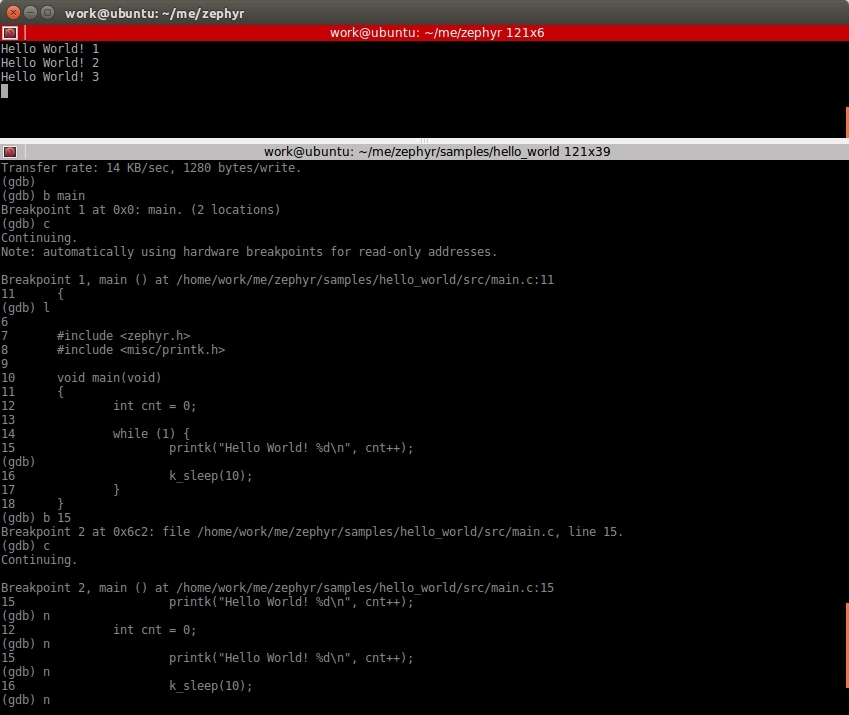 work@ubuntu: ~/me/zephyr
work@ubuntu: ~/me/zephyr 121x6
Hello World! 1
Hello World! 2
Hello World! 3
work@ubuntu: ~/me/zephyr/samples/hello_world 121x39
Transfer rate: 14 KB/sec, 1280 bytes/write.
(gdb)
(gdb) b main
Breakpoint 1 at 0x0: main. (2 locations)
(gdb) c
Continuing.
Note: automatically using hardware breakpoints for read-only addresses.

Breakpoint 1, main () at /home/work/me/zephyr/samples/hello_world/src/main.c:11
11      {
(gdb) l
6
7       #include <zephyr.h>
8       #include <misc/printk.h>
9
10      void main(void)
11      {
12              int cnt = 0;
13
14              while (1) {
15                      printk("Hello World! %d\n", cnt++);
(gdb)
16                      k_sleep(10);
17              }
18      }
(gdb) b 15
Breakpoint 2 at 0x6c2: file /home/work/me/zephyr/samples/hello_world/src/main.c, line 15.
(gdb) c
Continuing.

Breakpoint 2, main () at /home/work/me/zephyr/samples/hello_world/src/main.c:15
15                      printk("Hello World! %d\n", cnt++);
(gdb) n
12              int cnt = 0;
(gdb) n
15                      printk("Hello World! %d\n", cnt++);
(gdb) n
16                      k_sleep(10);
(gdb) n